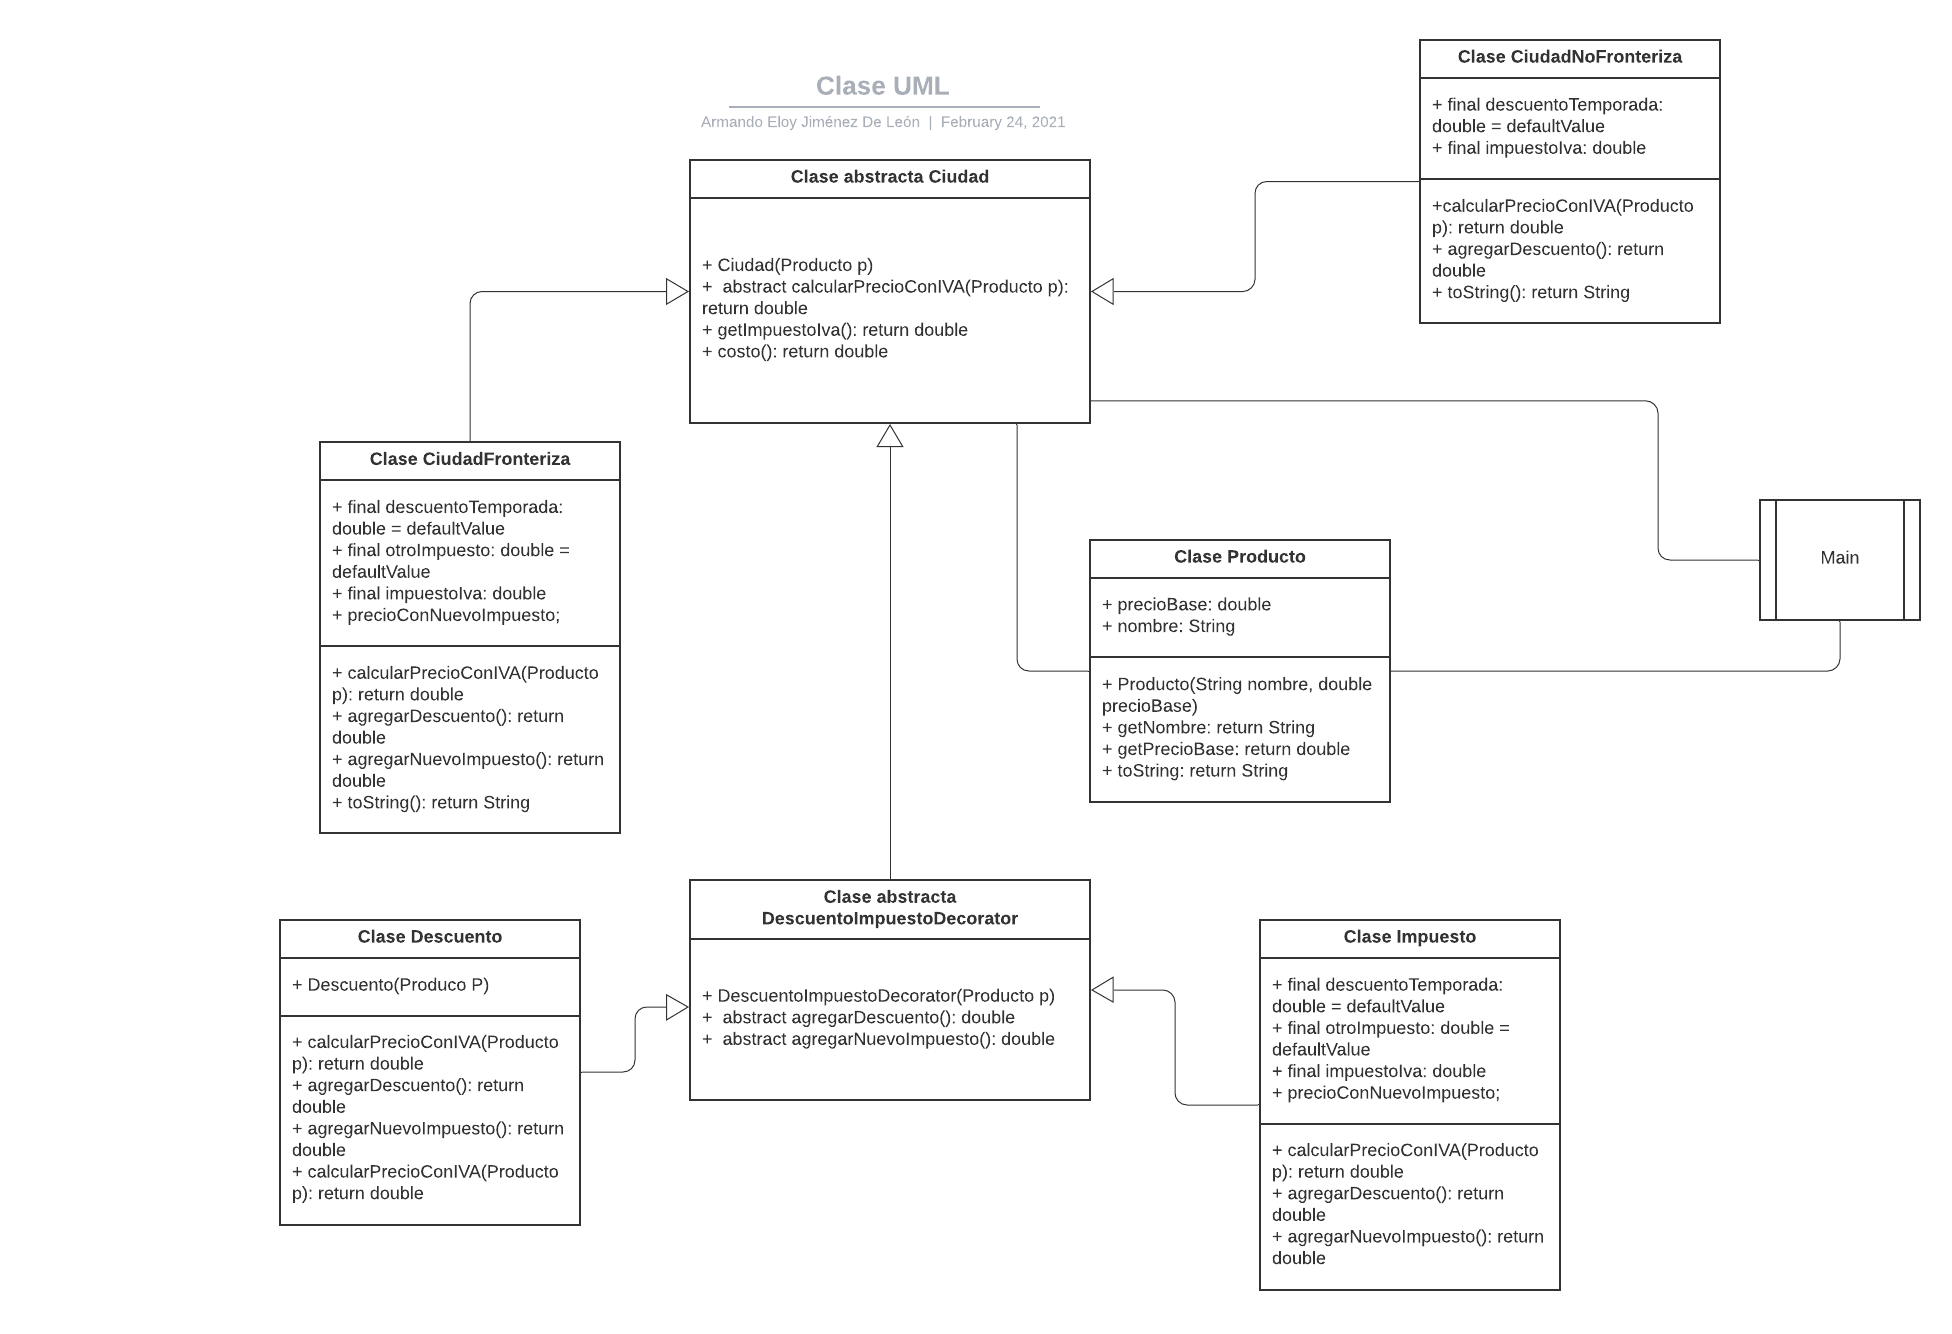 Clase UML
Armando Eloy Jiménez De León | February 24, 2021
Clase CiudadNoFronteriza
+ final descuentoTemporada:
double = defaultValue
+ final impuestoIva: double
+calcularPrecioConIVA(Producto
p): return double
+ agregarDescuento(): return
double
+ toString(): return String
Clase abstracta Ciudad
+ Ciudad(Producto p)
+ abstract calcularPrecioConIVA(Producto p):
return double
+ getImpuestoIva(): return double
+ costo(): return double
Clase CiudadFronteriza
+ final descuentoTemporada:
double = defaultValue
+ final otroImpuesto: double =
defaultValue
+ final impuestoIva: double
+ precioConNuevoImpuesto;
+ calcularPrecioConIVA(Producto
p): return double
+ agregarDescuento(): return
double
+ agregarNuevoImpuesto(): return
double
+ toString(): return String
Clase Producto
+ precioBase: double
+ nombre: String
+ Producto(String nombre, double
precioBase)
+ getNombre: return String
+ getPrecioBase: return double
+ toString: return String
Main
Clase Descuento
+ Descuento(Produco P)
+ calcularPrecioConIVA(Producto
p): return double
+ agregarDescuento(): return
double
+ agregarNuevoImpuesto(): return
double
+ calcularPrecioConIVA(Producto
p): return double
Clase abstracta
DescuentoImpuestoDecorator
+ DescuentoImpuestoDecorator(Producto p)
+ abstract agregarDescuento(): double
+ abstract agregarNuevoImpuesto(): double
Clase Impuesto
+ final descuentoTemporada:
double = defaultValue
+ final otroImpuesto: double =
defaultValue
+ final impuestoIva: double
+ precioConNuevoImpuesto;
+ calcularPrecioConIVA(Producto
p): return double
+ agregarDescuento(): return
double
+ agregarNuevoImpuesto(): return
double